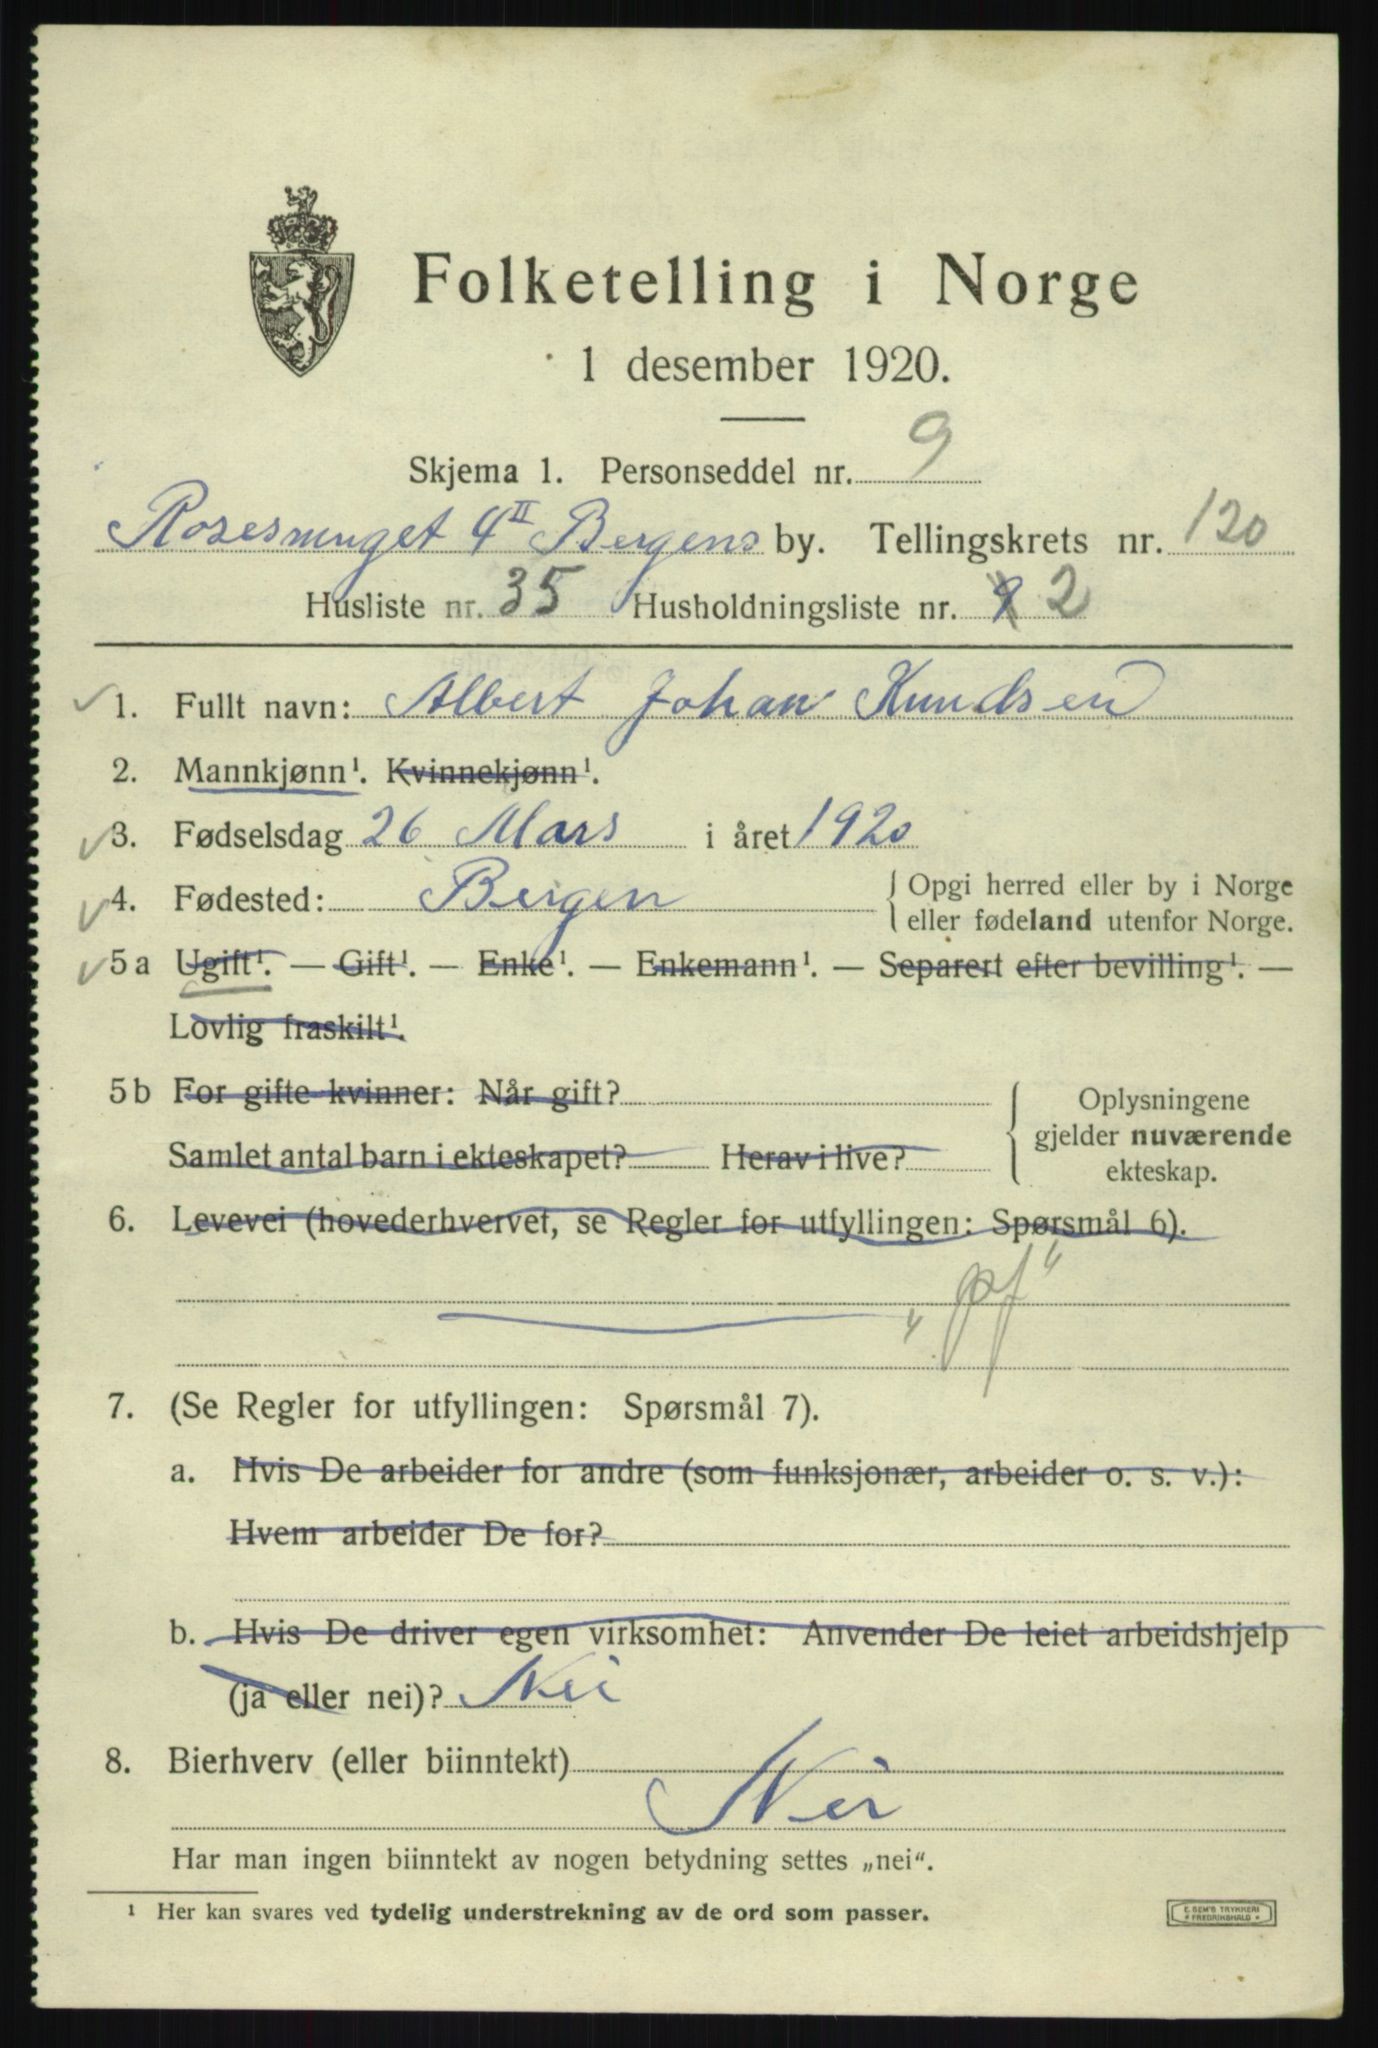 Folketelling i Norge
1 desember 1920.
Skjema 1. Personseddel nr. 9
Rosesmuget 4 II Bergens by. Tellingskrets nr. 120
Husliste nr. 35 Husholdningsliste nr. 2
1. Fullt navn: Albert Johan Knudsen
2. Mannkjønn¹. Kvinnekjønn¹.
3. Fødselsdag 26 Mars i året 1920
4. Fødested: Bergen { Opgi herred eller by i Norge
eller fødeland utenfor Norge.
5a Ugift¹. — Gift¹. — Enke¹. — Enkemann¹. — Separert efter bevilling¹. —
Lovlig fraskilt¹.
5b For gifte kvinner: Når gift? { Oplysningene
gjelder nuværende
Samlet antal barn i ekteskapet? Herav i live?
ekteskap.
6. Levevei (hovederhvervet, se Regler for utfyllingen: Spørsmål 6).
„pf"
7. (Se Regler for utfyllingen: Spørsmål 7).
a. Hvis De arbeider for andre (som funksjonær, arbeider o. s. v.):
Hvem arbeider De for?
b. Hvis De driver egen virksomhet: Anvender De leiet arbeidshjelp
(ja eller nei)? Nei
8. Bierhverv (eller biinntekt)
Nei
Har man ingen biinntekt av nogen betydning settes „nei".
¹ Her kan svares ved tydelig understrekning av de ord som passer.
E. SEM'S TRYKKERI
* FREDRIKSHALD *